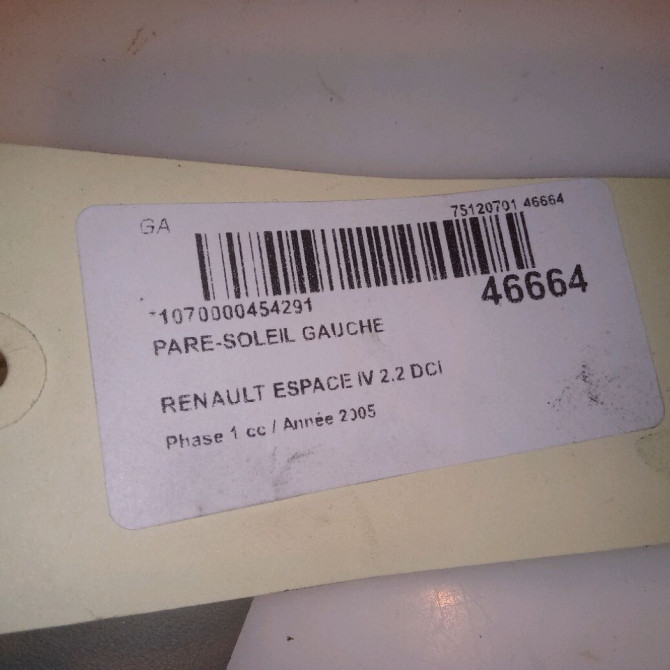 GA
75120701 46664
*1070000454291
46664
PARE-SOLEIL GAUCHE
RENAULT ESPACE IV 2.2 DCI
Phase 1 cc / Année 2005